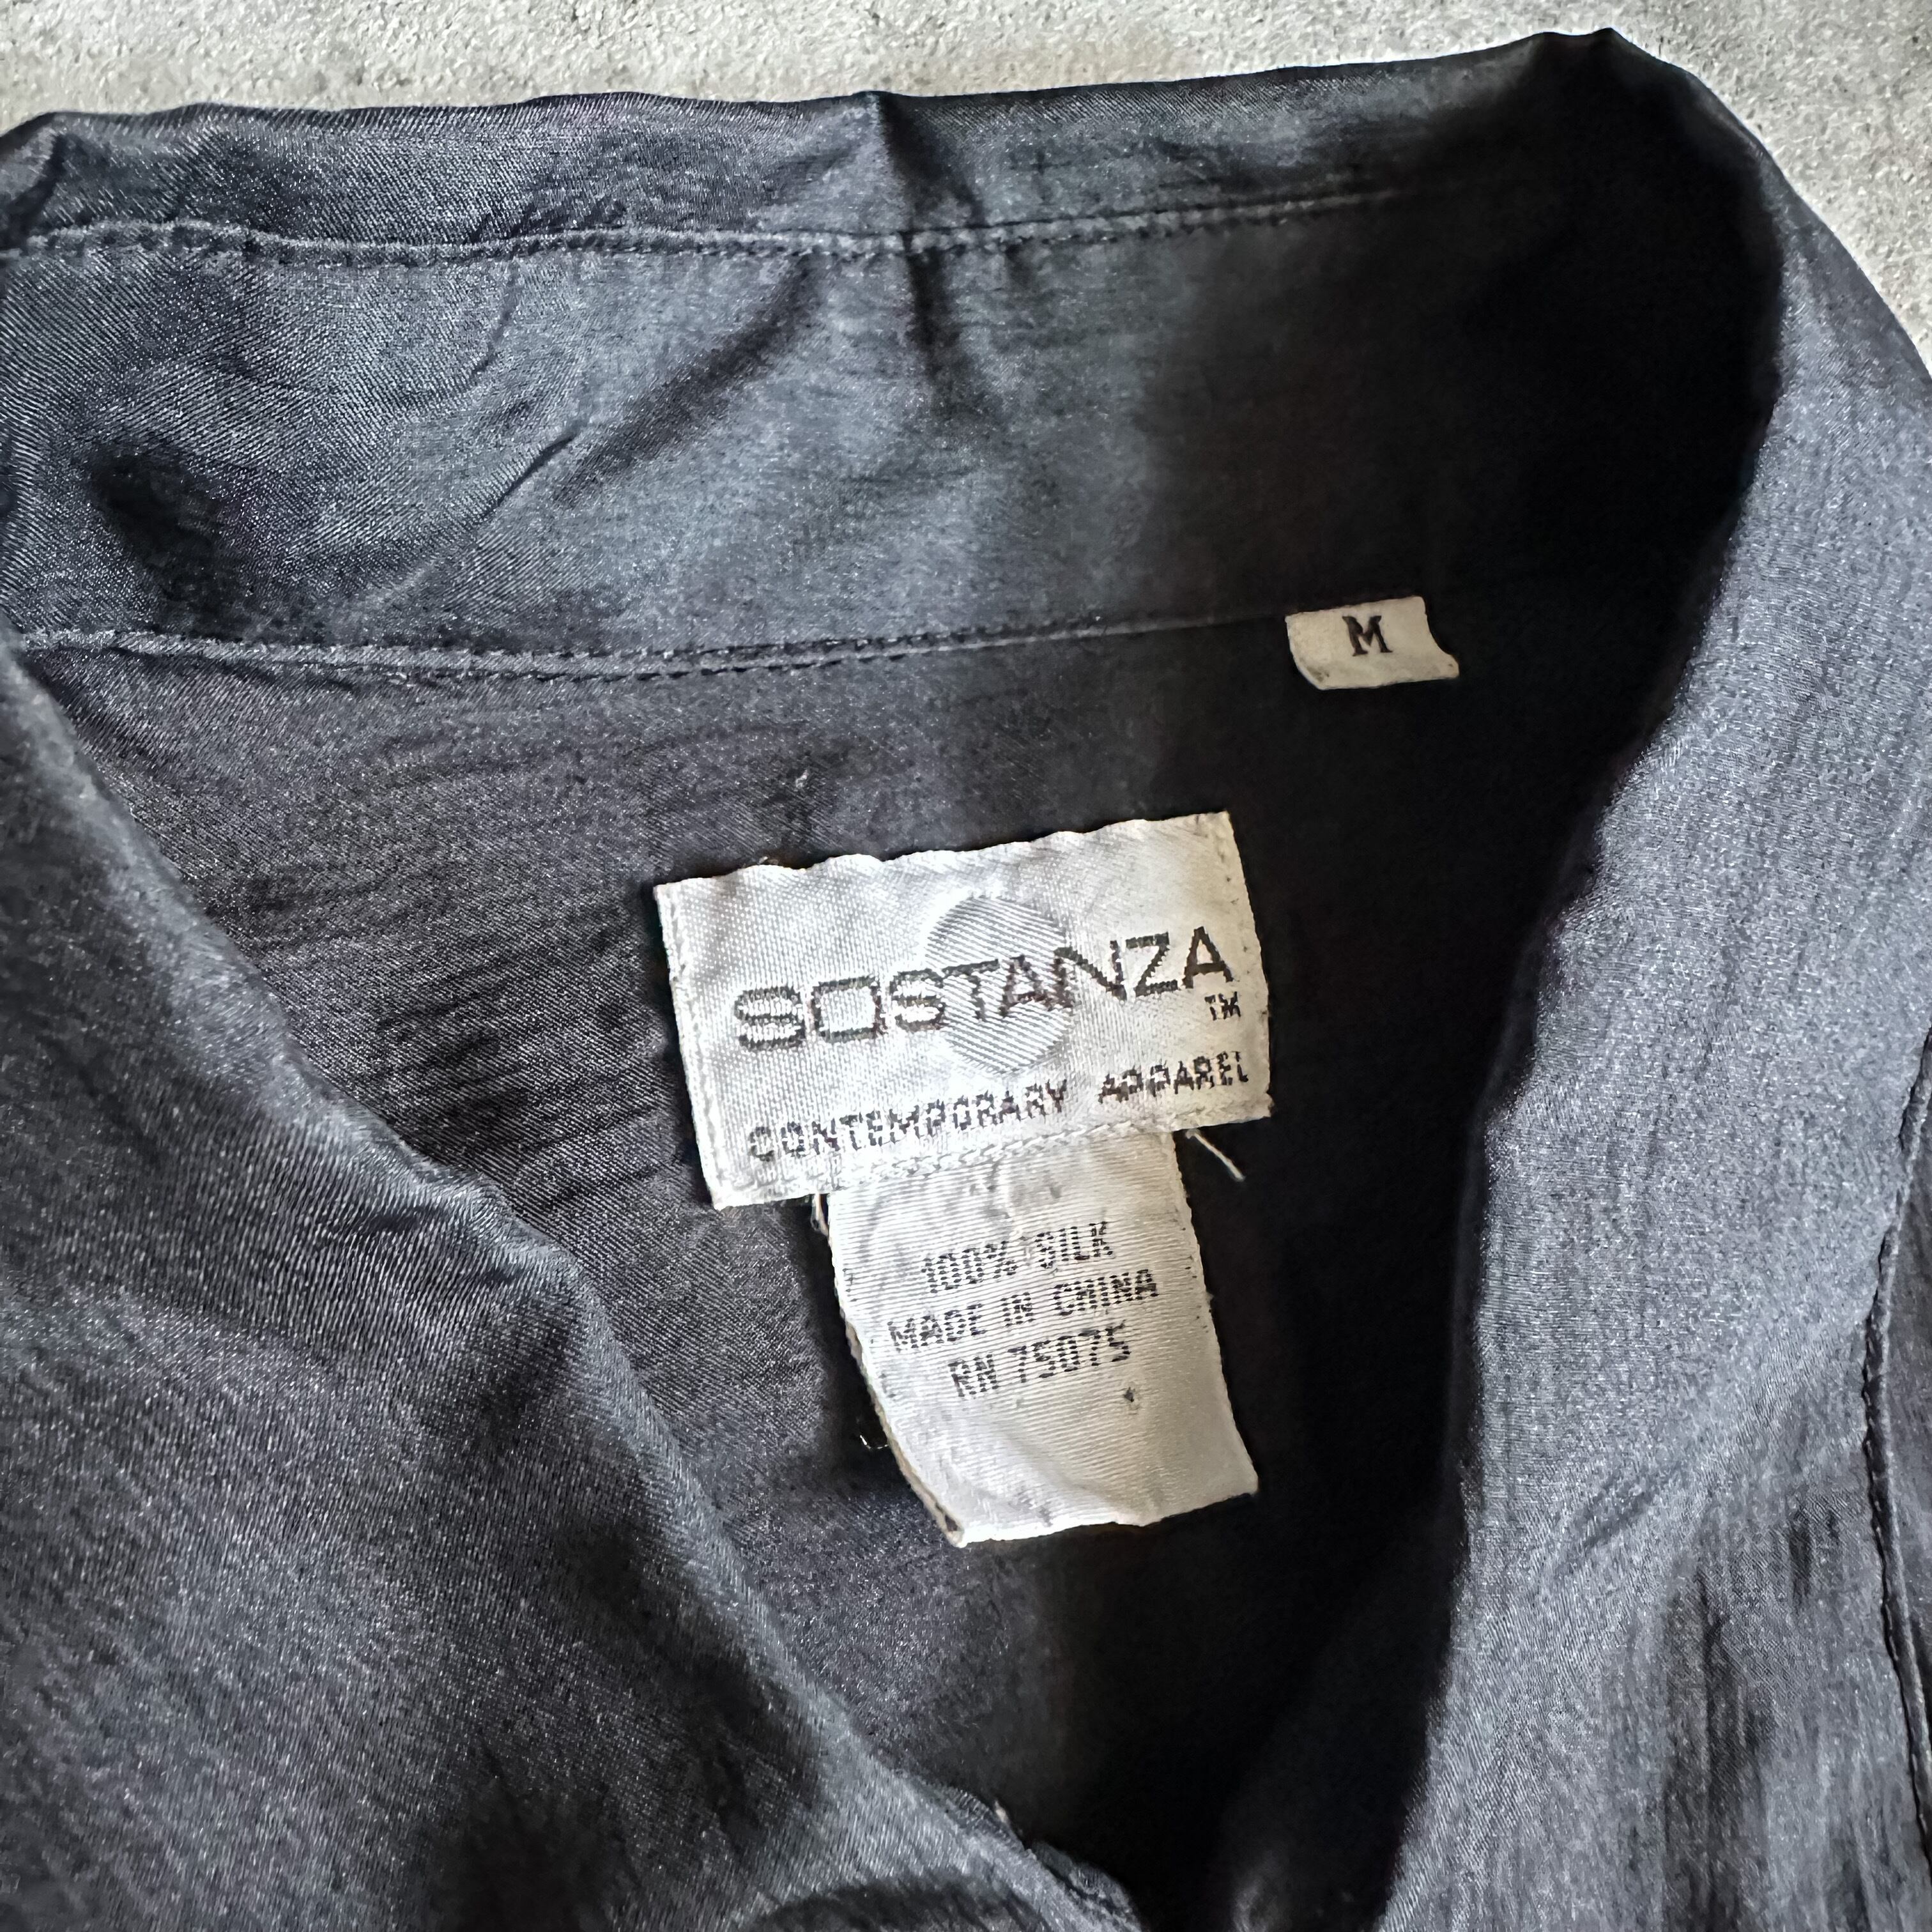 M
SOSTANZA
TM
CONTEMPORARY APPAREL
100% SILK
MADE IN CHINA
RN 75075